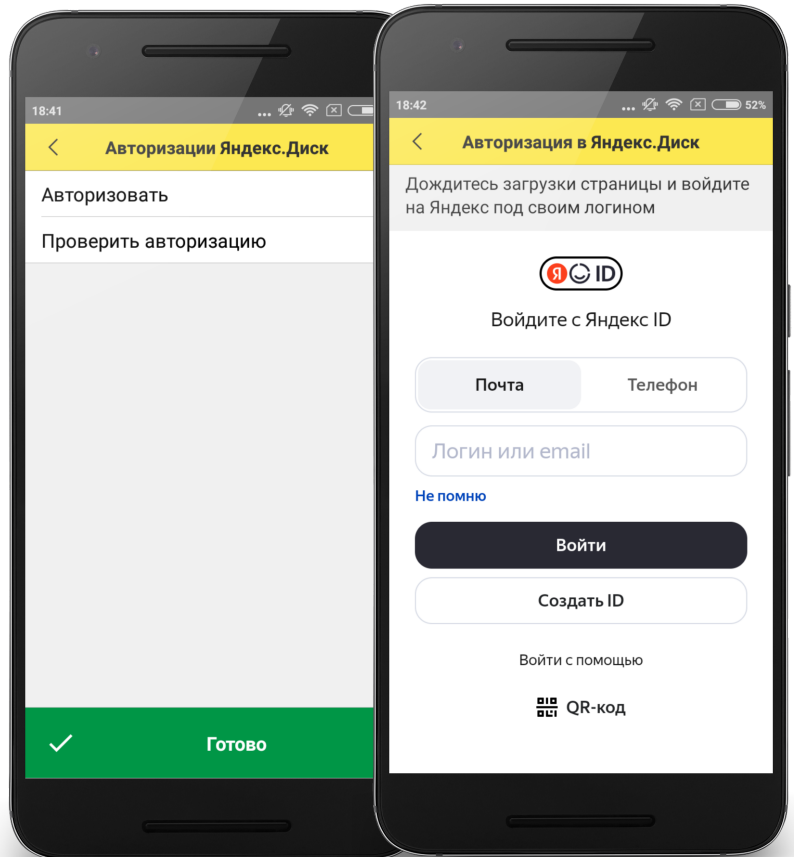 18:41
Авторизации Яндекс.Диск
Авторизовать
Проверить авторизацию
Готово
18:42
52%
Авторизация в Яндекс.Диск
Дождитесь загрузки страницы и войдите
на Яндекс под своим логином
Я ID
Войдите с Яндекс ID
Почта
Телефон
Логин или email
Не помню
Войти
Создать ID
Войти с помощью
QR-код